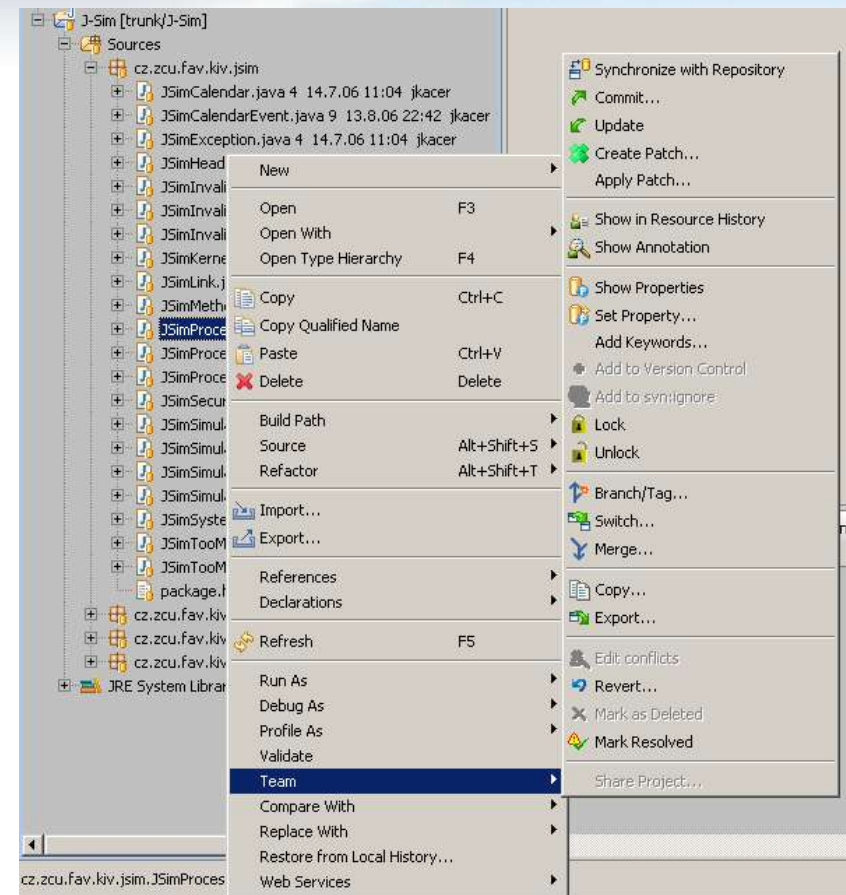 J-Sim [trunk/J-Sim]
Sources
cz.zcu.fav.kiv.jsim
JSimCalendar.java 4 14.7.06 11:04 jkacer
JSimCalendarEvent.java 9 13.8.06 22:42 jkacer
JSimException.java 4 14.7.06 11:04 jkacer
JSimHead
JSimInvali
JSimInvali
JSimInvali
JSimKerne
JSimLink.j
JSimMeth
JSimProce
JSimProce
JSimProce
JSimSecur
JSimSimul
JSimSimul
JSimSimul
JSimSimul
JSimSyste
JSimTooM
JSimTooM
package.h
cz.zcu.fav.kiv
cz.zcu.fav.kiv
cz.zcu.fav.kiv
JRE System Librar
cz.zcu.fav.kiv.jsim.JSimProces
New
Open F3
Open With
Open Type Hierarchy F4
Copy Ctrl+C
Copy Qualified Name
Paste Ctrl+V
Delete Delete
Build Path
Source Alt+Shift+S
Refactor Alt+Shift+T
Import...
Export...
References
Declarations
Refresh F5
Run As
Debug As
Profile As
Validate
Team
Compare With
Replace With
Restore from Local History...
Web Services
Synchronize with Repository
Commit...
Update
Create Patch...
Apply Patch...
Show in Resource History
Show Annotation
Show Properties
Set Property...
Add Keywords...
Add to Version Control
Add to svn:ignore
Lock
Unlock
Branch/Tag...
Switch...
Merge...
Copy...
Export...
Edit conflicts
Revert...
Mark as Deleted
Mark Resolved
Share Project...